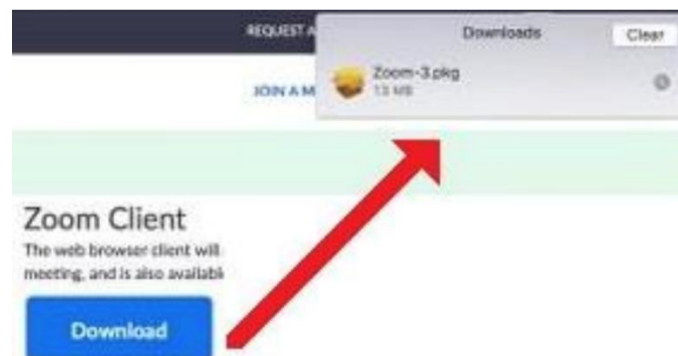 REQUEST A
Downloads
Clear
JOIN A M
Zoom-3.pkg
13 MB
Zoom Client
The web browser client will
meeting, and is also availabl
Download